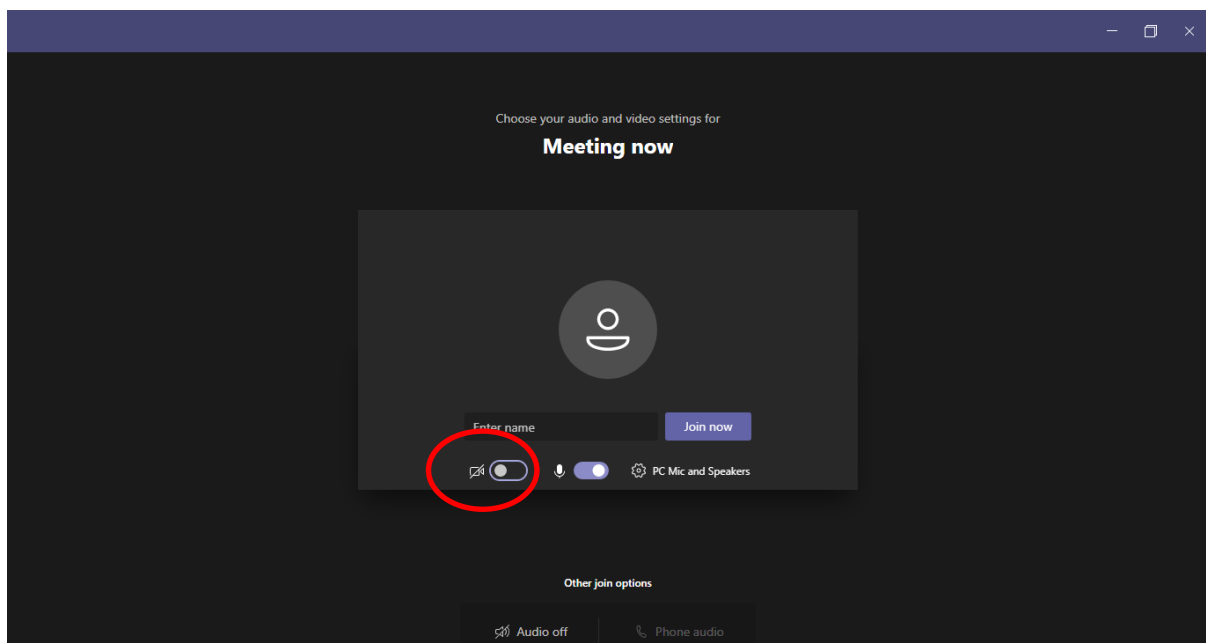 Choose your audio and video settings for
Meeting now
Enter name
Join now
PC Mic and Speakers
Other join options
Audio off
Phone audio